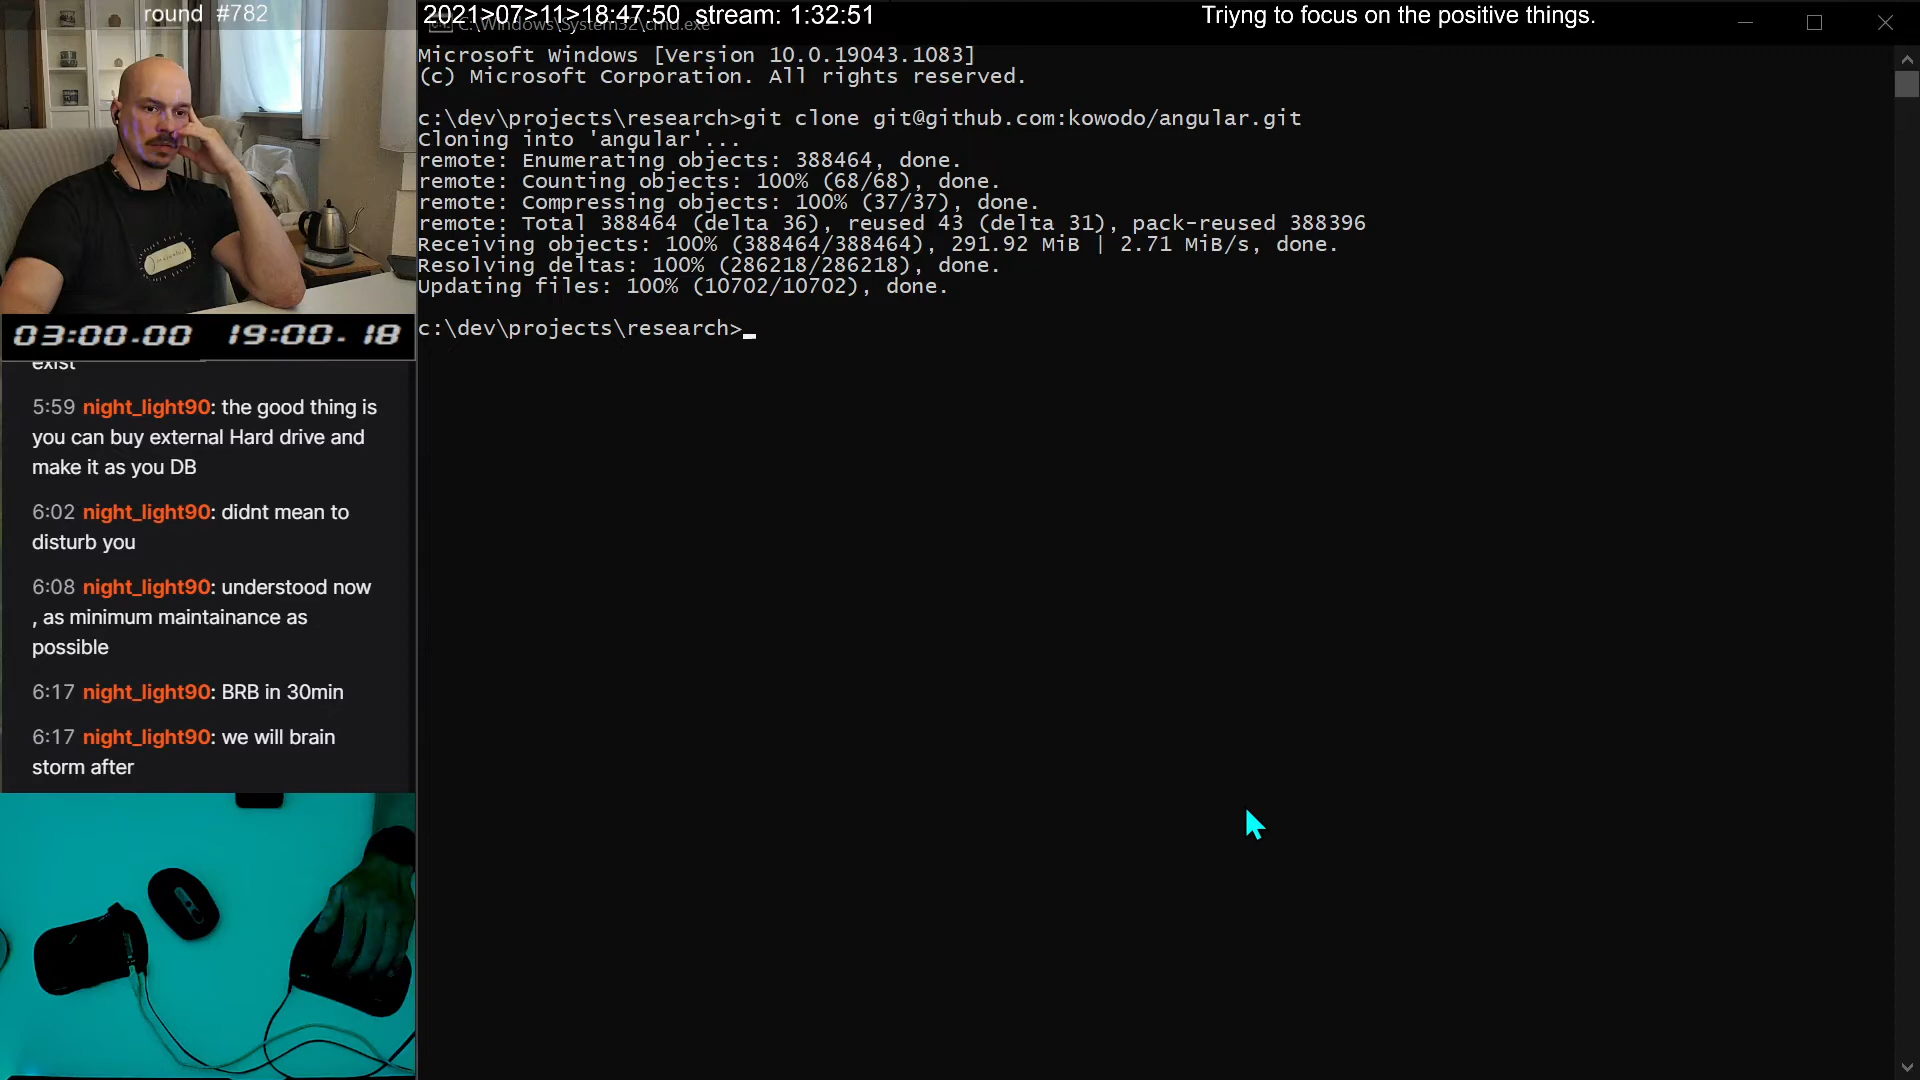 round #782
2021>07>11>18:47:50 stream: 1:32:51
Triyng to focus on the positive things.
C:\Windows\System32\cmd.exe
Microsoft Windows [Version 10.0.19043.1083]
(c) Microsoft Corporation. All rights reserved.
c:\dev\projects\research>git clone git@github.com:kowodo/angular.git
Cloning into 'angular'...
remote: Enumerating objects: 388464, done.
remote: Counting objects: 100% (68/68), done.
remote: Compressing objects: 100% (37/37), done.
remote: Total 388464 (delta 36), reused 43 (delta 31), pack-reused 388396
Receiving objects: 100% (388464/388464), 291.92 MiB | 2.71 MiB/s, done.
Resolving deltas: 100% (286218/286218), done.
Updating files: 100% (10702/10702), done.
c:\dev\projects\research>
03:00.00 19:00. 18
exist
5:59 night_light90: the good thing is
you can buy external Hard drive and
make it as you DB
6:02 night_light90: didnt mean to
disturb you
6:08 night_light90: understood now
, as minimum maintainance as
possible
6:17 night_light90: BRB in 30min
6:17 night_light90: we will brain
storm after